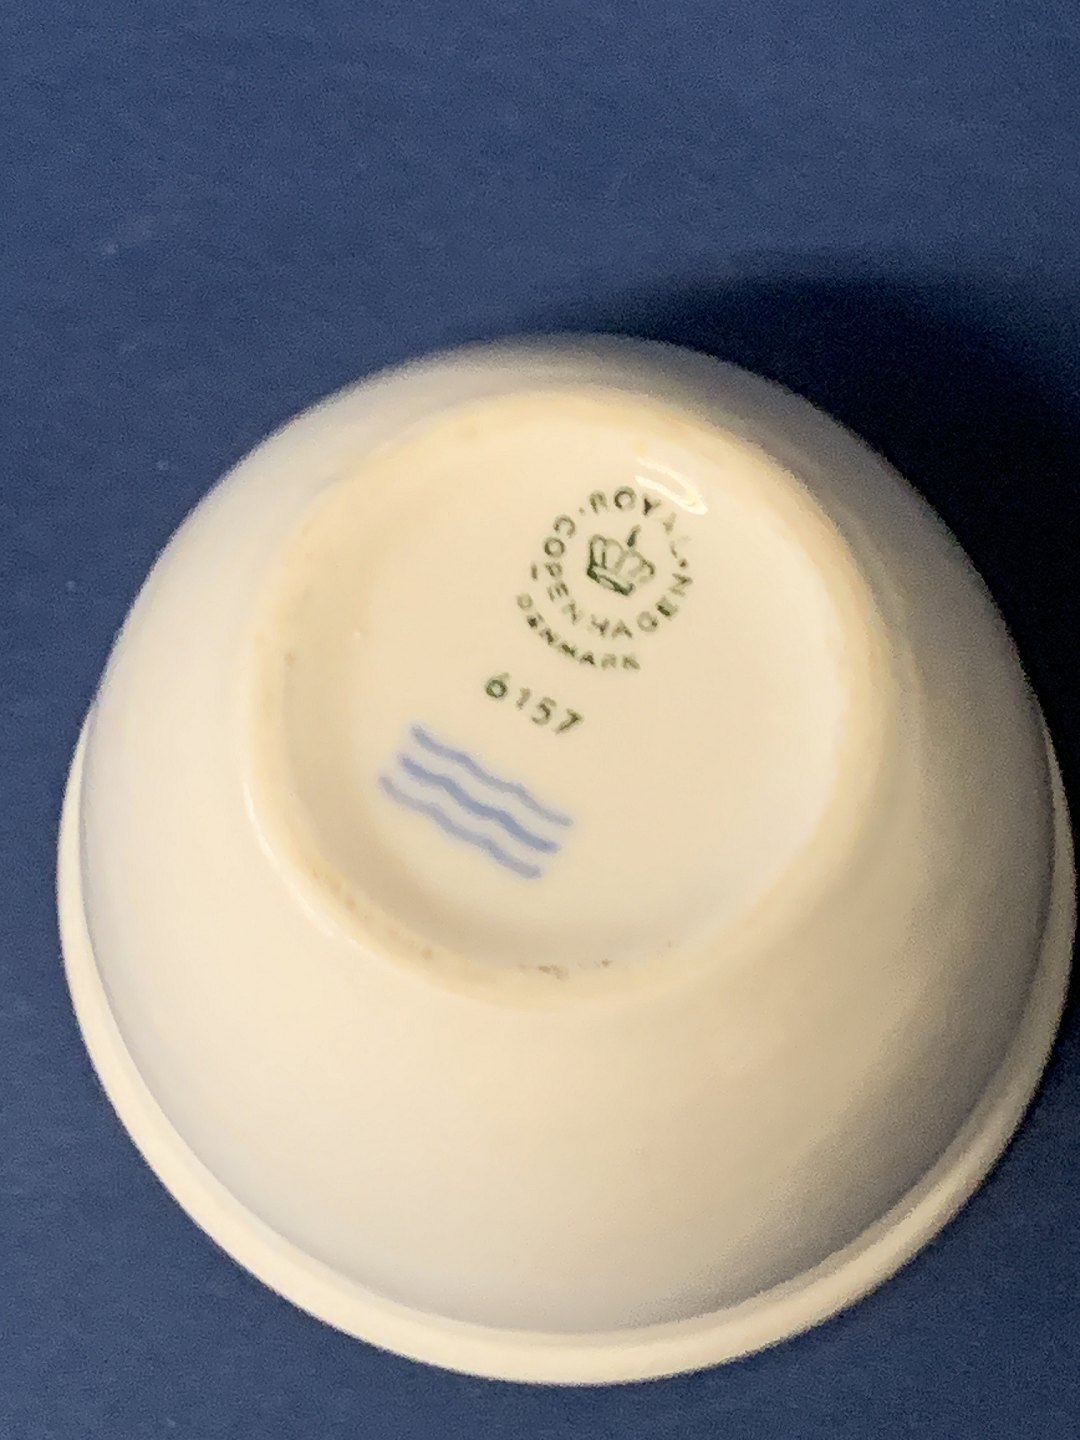 ROYAL
COPENHAGEN
DENMARK
6157